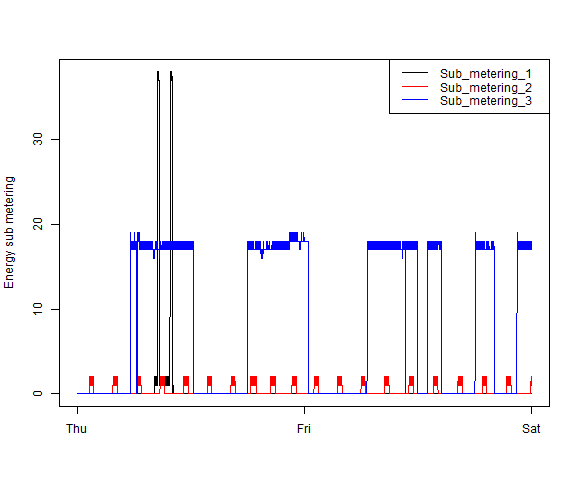 Sub_metering_1
Sub_metering_2
Sub_metering_3
Energy sub metering
30
20
10
0
Thu Fri Sat